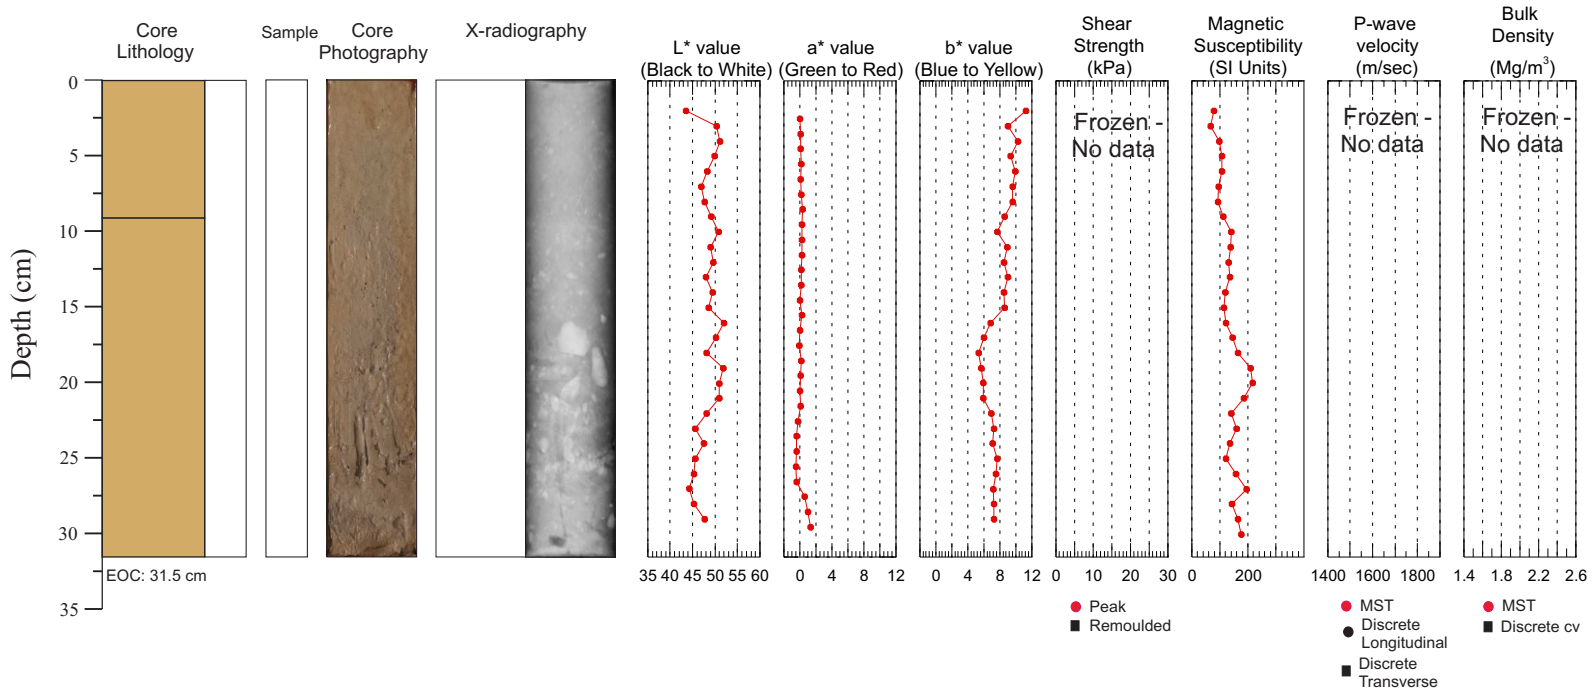 Core
Lithology
Sample
Core
Photography
X-radiography
L* value
(Black to White)
a* value
(Green to Red)
b* value
(Blue to Yellow)
Shear
Strength
(kPa)
Magnetic
Susceptibility
(SI Units)
P-wave
velocity
(m/sec)
Bulk
Density
(Mg/m³)
Depth (cm)
0
5
10
15
20
25
30
35
EOC: 31.5 cm
Frozen -
No data
Frozen -
No data
Frozen -
No data
35 40 45 50 55 60
0 4 8 12
0 4 8 12
0 10 20 30
0 200
1400 1600 1800
1.4 1.8 2.2 2.6
Peak
Remoulded
MST
Discrete
Longitudinal
Discrete
Transverse
MST
Discrete cv